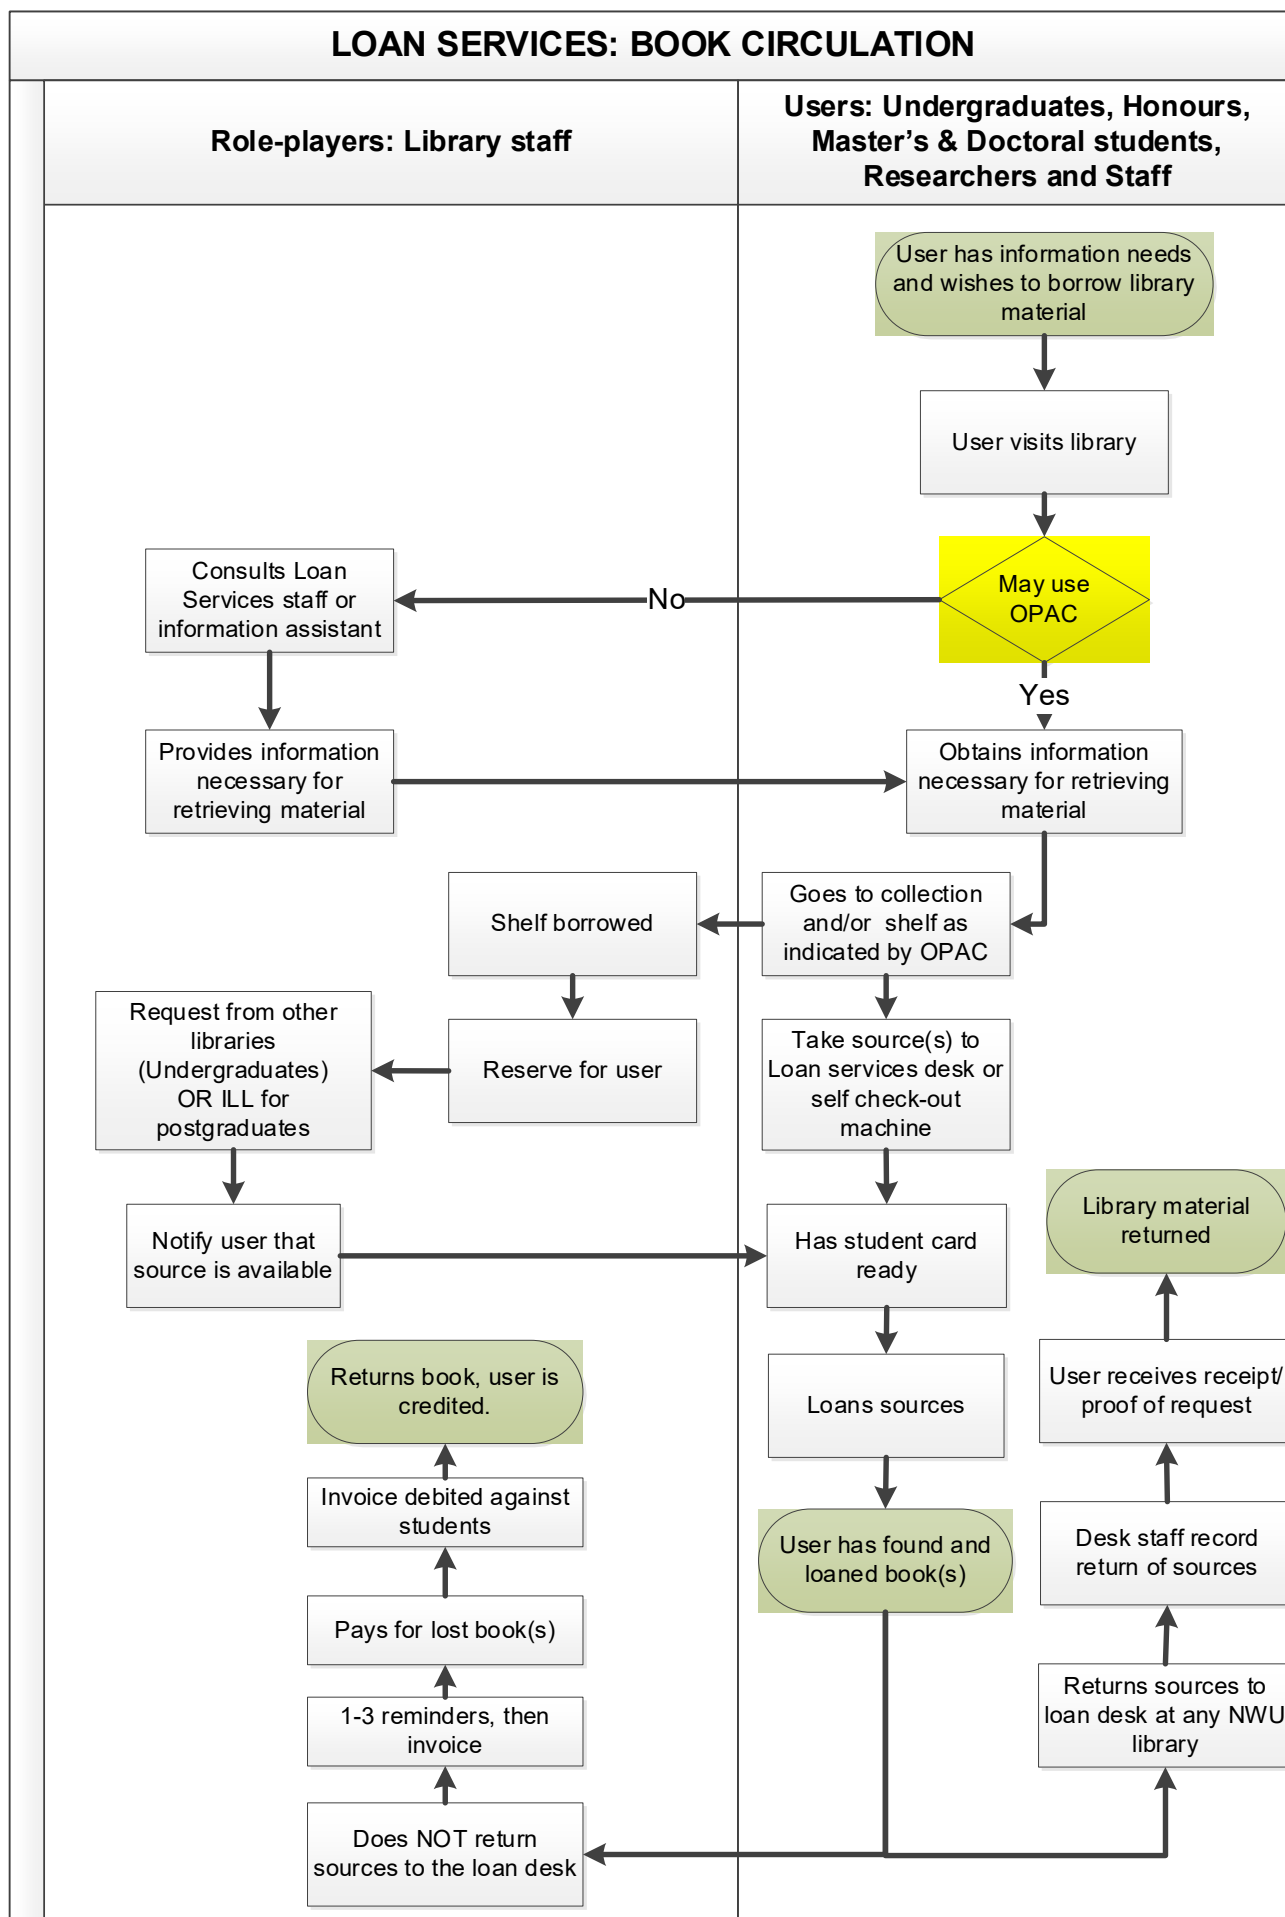 LOAN SERVICES: BOOK CIRCULATION
Role-players: Library staff
Users: Undergraduates, Honours,
Master’s & Doctoral students,
Researchers and Staff
User has information needs
and wishes to borrow library
material
User visits library
May use
OPAC
No
Consults Loan
Services staff or
information assistant
Yes
Provides information
necessary for
retrieving material
Obtains information
necessary for retrieving
material
Goes to collection
and/or shelf as
indicated by OPAC
Shelf borrowed
Reserve for user
Request from other
libraries
(Undergraduates)
OR ILL for
postgraduates
Take source(s) to
Loan services desk or
self check-out
machine
Notify user that
source is available
Has student card
ready
Library material
returned
Loans sources
User receives receipt/
proof of request
Returns book, user is
credited.
Invoice debited against
students
User has found and
loaned book(s)
Desk staff record
return of sources
Pays for lost book(s)
1-3 reminders, then
invoice
Returns sources to
loan desk at any NWU
library
Does NOT return
sources to the loan desk